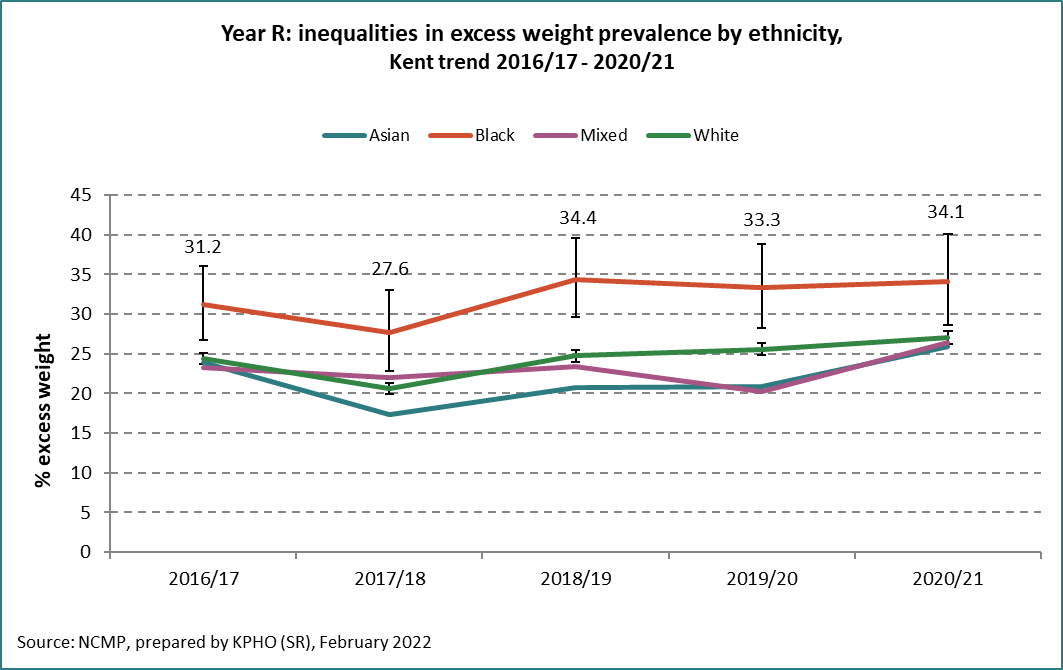 Year R: inequalities in excess weight prevalence by ethnicity,
Kent trend 2016/17 - 2020/21
Asian Black Mixed White
% excess weight
45
40
35
30
25
20
15
10
5
0
31.2
27.6
34.4
33.3
34.1
2016/17 2017/18 2018/19 2019/20 2020/21
Source: NCMP, prepared by KPHO (SR), February 2022